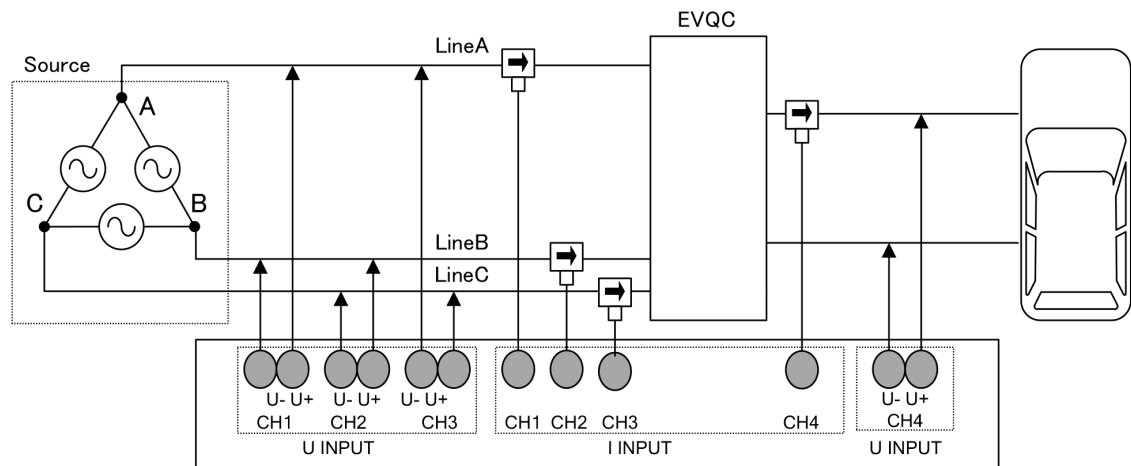 EVQC
LineA
Source
A
C
B
LineB
LineC
U- U+ U- U+ U- U+ U- U+
CH1 CH2 CH3 CH1 CH2 CH3 CH4 CH4
U INPUT I INPUT U INPUT